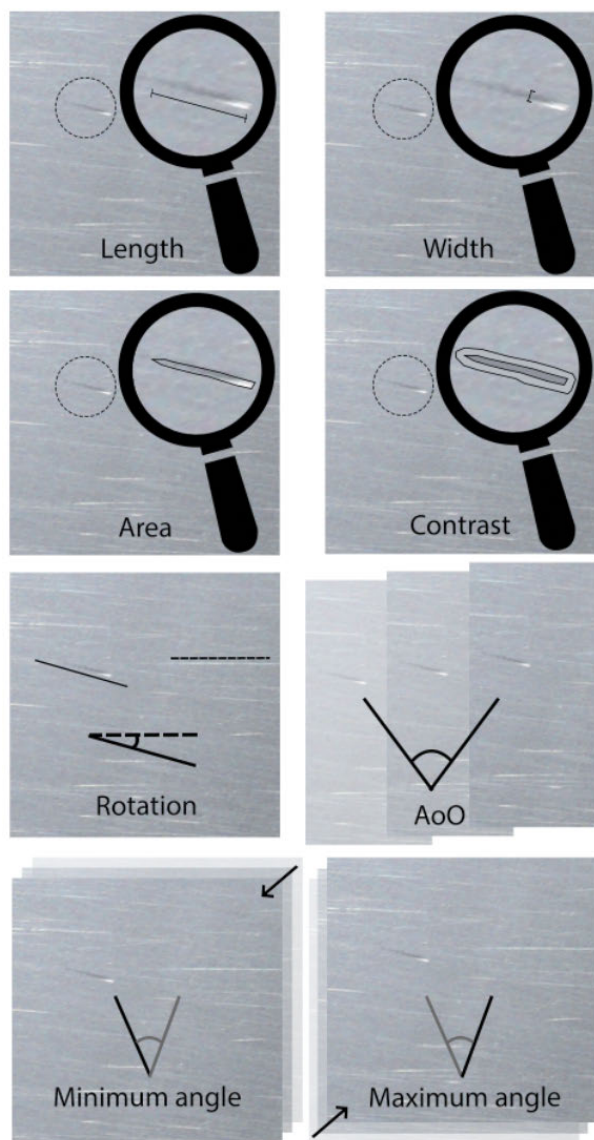 Length
Width
Area
Contrast
Rotation
AoO
Minimum angle
Maximum angle